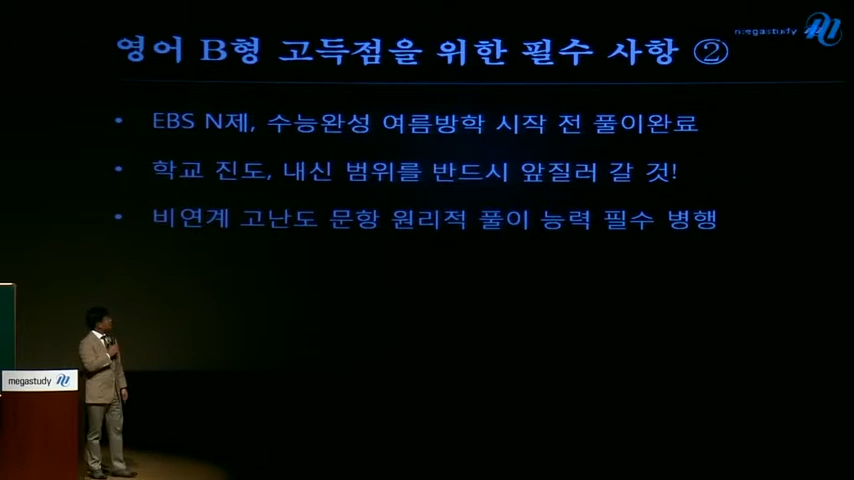 영어 B형 고득점을 위한 필수 사항 ②
megastudy
• EBS N제, 수능완성 여름방학 시작 전 풀이완료
• 학교 진도, 내신 범위를 반드시 앞질러 갈 것!
• 비연계 고난도 문항 원리적 풀이 능력 필수 병행
megastudy